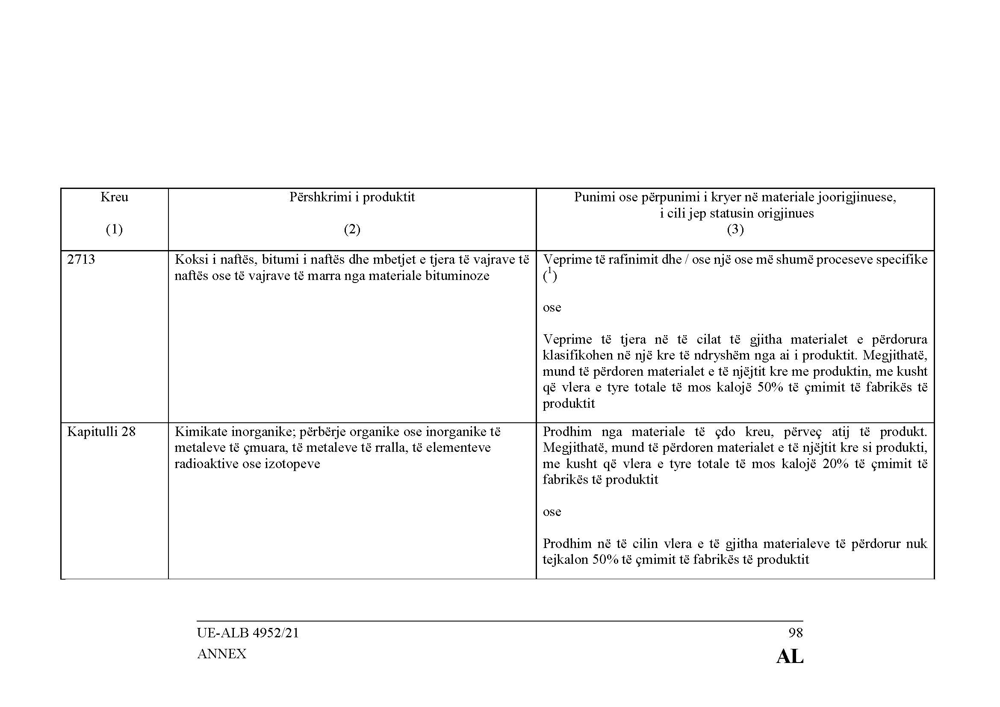 Kreu
(1)
Përshkrimi i produktit
(2)
Punimi ose përpunimi i kryer në materiale joorigjinuese,
i cili jep statusin origjinues
(3)
2713
Koksi i naftës, bitumi i naftës dhe mbetjet e tjera të vajrave të
naftës ose të vajrave të marra nga materiale bituminoze
Veprime të rafinimit dhe / ose një ose më shumë proceseve specifike
(¹)
ose
Veprime të tjera në të cilat të gjitha materialet e përdorura
klasifikohen në një kre të ndryshëm nga ai i produktit. Megjithatë,
mund të përdoren materialet e të njëjtit kre me produktin, me kusht
që vlera e tyre totale të mos kalojë 50% të çmimit të fabrikës të
produktit
Kapitulli 28
Kimikate inorganike; përbërje organike ose inorganike të
metaleve të çmuara, të metaleve të rralla, të elementeve
radioaktive ose izotopeve
Prodhim nga materiale të çdo kreu, përveç atij të produkt.
Megjithatë, mund të përdoren materialet e të njëjtit kre si produkti,
me kusht që vlera e tyre totale të mos kalojë 20% të çmimit të
fabrikës të produktit
ose
Prodhim në të cilin vlera e të gjitha materialeve të përdorur nuk
tejkalon 50% të çmimit të fabrikës të produktit
UE-ALB 4952/21
98
ANNEX
AL